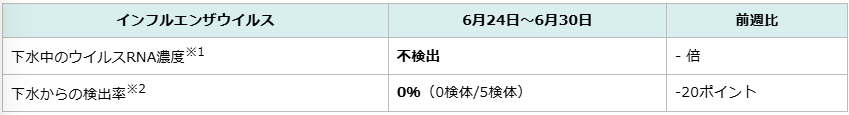 インフルエンザウイルス 6月24日～6月30日 前週比
下水中のウイルスRNA濃度※1 不検出 - 倍
下水からの検出率※2 0%（0検体/5検体） -20ポイント